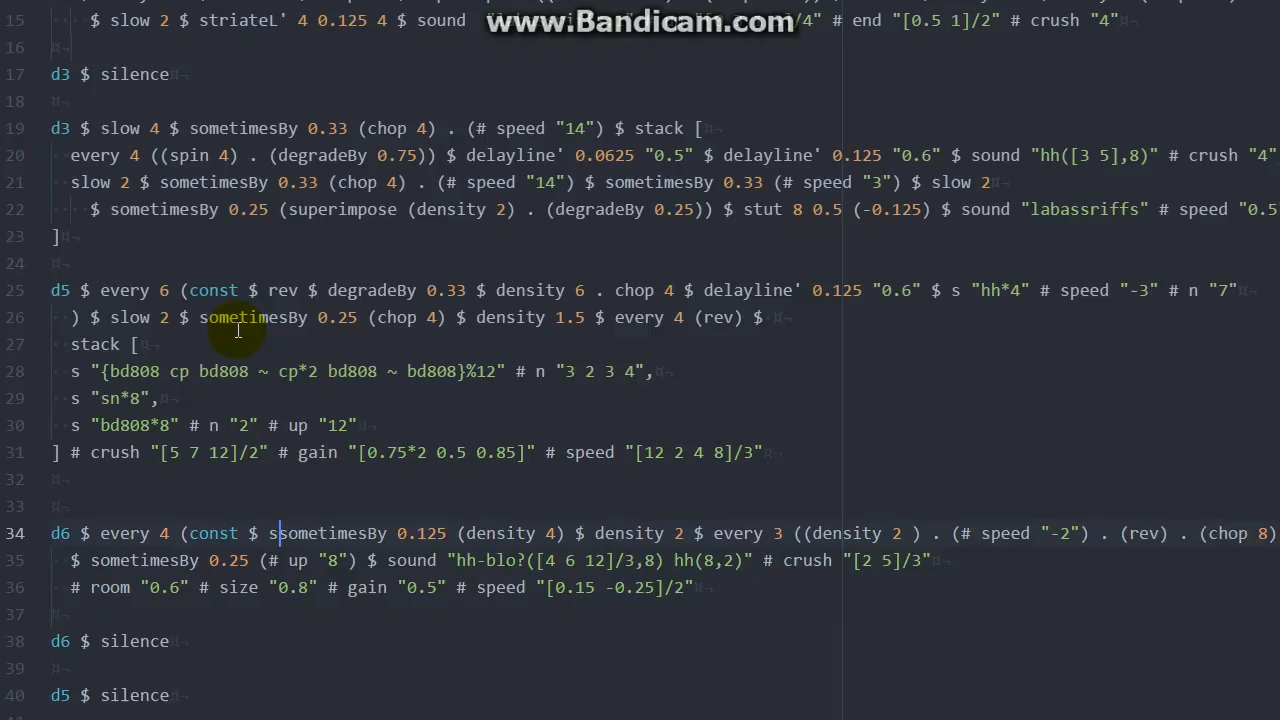 15 $ slow 2 $ striateL' 4 0.125 4 $ sound /4" # end "[0.5 1]/2" # crush "4"
www.Bandicam.com
16
17 d3 $ silence
18
19 d3 $ slow 4 $ sometimesBy 0.33 (chop 4) . (# speed "14") $ stack [
20 every 4 ((spin 4) . (degradeBy 0.75)) $ delayline' 0.0625 "0.5" $ delayline' 0.125 "0.6" $ sound "hh([3 5],8)" # crush "4"
21 slow 2 $ sometimesBy 0.33 (chop 4) . (# speed "14") $ sometimesBy 0.33 (# speed "3") $ slow 2
22 $ sometimesBy 0.25 (superimpose (density 2) . (degradeBy 0.25)) $ stut 8 0.5 (-0.125) $ sound "labassriffs" # speed "0.5
23 ]
24
25 d5 $ every 6 (const $ rev $ degradeBy 0.33 $ density 6 . chop 4 $ delayline' 0.125 "0.6" $ s "hh*4" # speed "-3" # n "7"
26 ) $ slow 2 $ sometimesBy 0.25 (chop 4) $ density 1.5 $ every 4 (rev) $
27 stack [
28 s "{bd808 cp bd808 ~ cp*2 bd808 ~ bd808}%12" # n "3 2 3 4",
29 s "sn*8",
30 s "bd808*8" # n "2" # up "12"
31 ] # crush "[5 7 12]/2" # gain "[0.75*2 0.5 0.85]" # speed "[12 2 4 8]/3"
32
33
34 d6 $ every 4 (const $ ssometimesBy 0.125 (density 4) $ density 2 $ every 3 ((density 2 ) . (# speed "-2") . (rev) . (chop 8)
35 $ sometimesBy 0.25 (# up "8") $ sound "hh-blo?([4 6 12]/3,8) hh(8,2)" # crush "[2 5]/3"
36 # room "0.6" # size "0.8" # gain "0.5" # speed "[0.15 -0.25]/2"
37
38 d6 $ silence
39
40 d5 $ silence